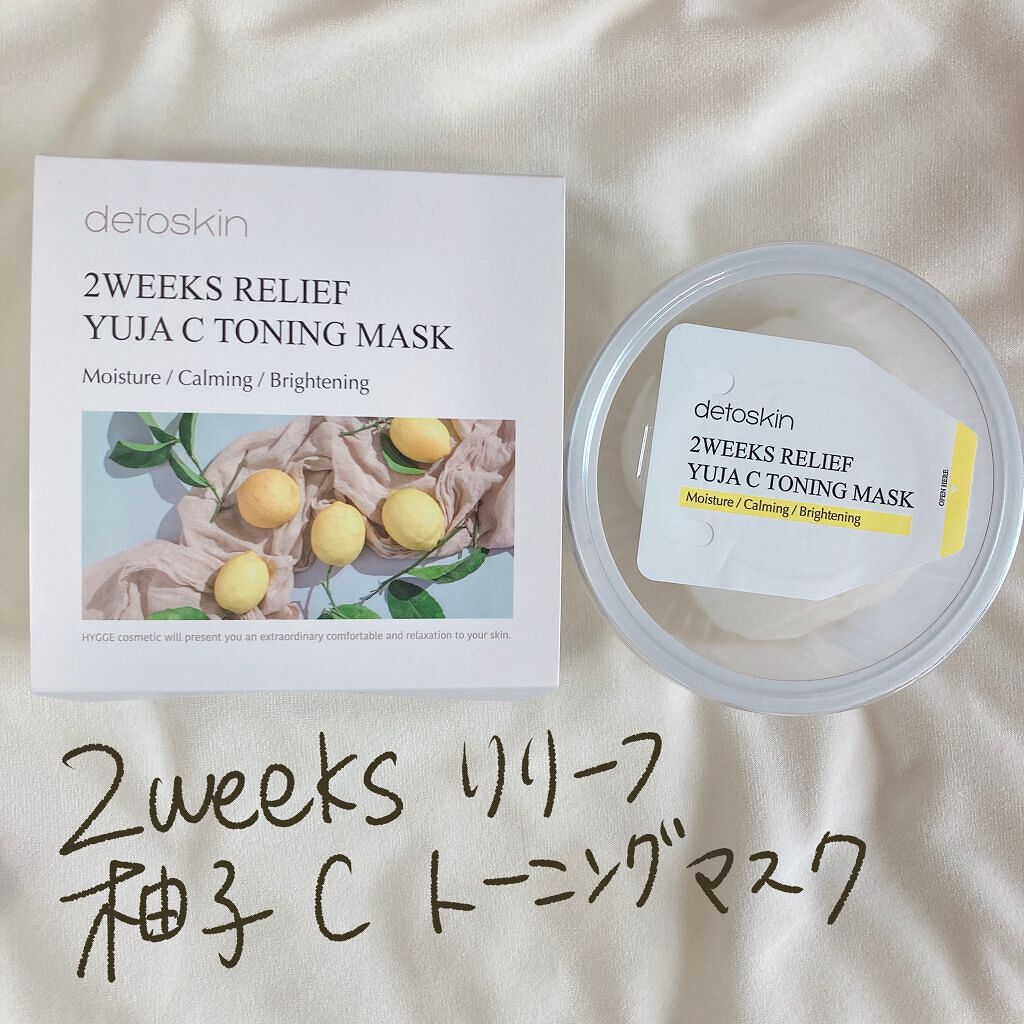 detoskin
2WEEKS RELIEF
YUJA C TONING MASK
Moisture / Calming / Brightening
HYGGE cosmetic will present you an extraordinary comfortable and relaxation to your skin.
detoskin
2WEEKS RELIEF
YUJA C TONING MASK
Moisture / Calming / Brightening
OPEN HERE
2weeks リリーフ
柚子 C トーニングマスク